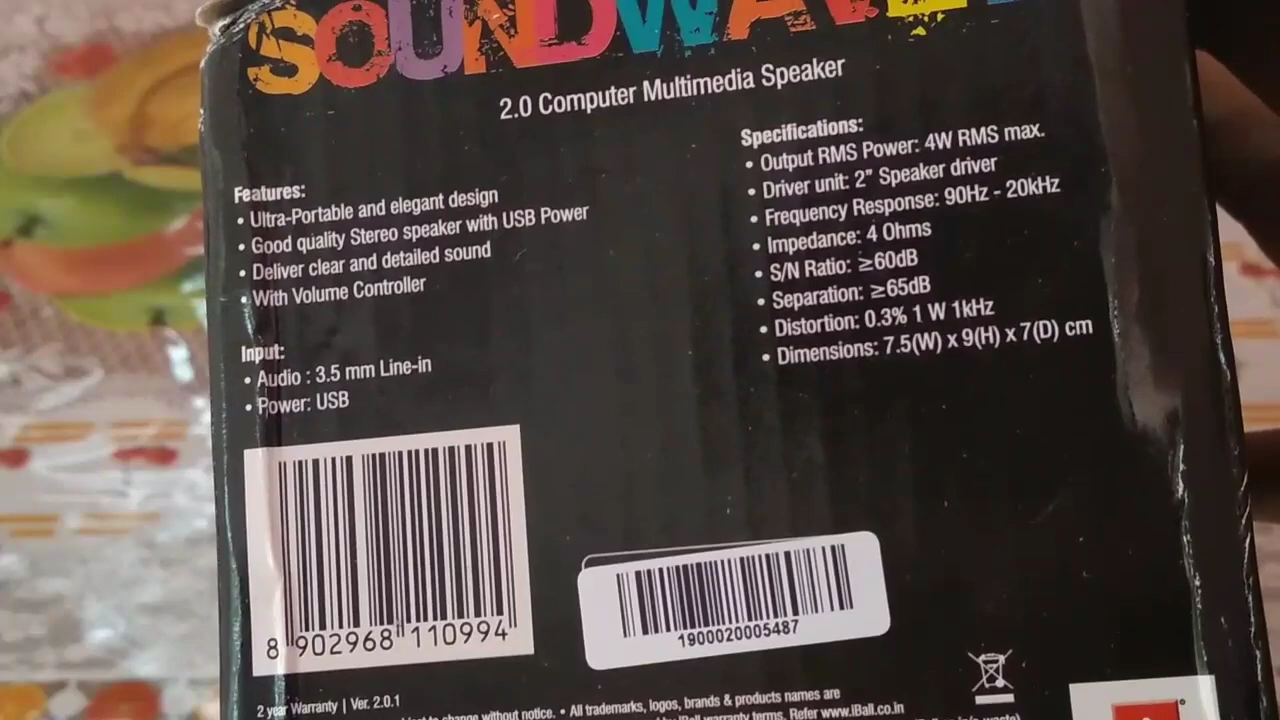 SOUNDWAVE
2.0 Computer Multimedia Speaker
Features:
• Ultra-Portable and elegant design
• Good quality Stereo speaker with USB Power
• Deliver clear and detailed sound
• With Volume Controller
Input:
• Audio : 3.5 mm Line-in
• Power: USB
Specifications:
• Output RMS Power: 4W RMS max.
• Driver unit: 2” Speaker driver
• Frequency Response: 90Hz - 20kHz
• Impedance: 4 Ohms
• S/N Ratio: ≥60dB
• Separation: ≥65dB
• Distortion: 0.3% 1 W 1kHz
• Dimensions: 7.5(W) x 9(H) x 7(D) cm
8 902968 110994
1900020005487
2 year Warranty | Ver. 2.0.1
to change without notice. • All trademarks, logos, brands & products names are
iBall warranty terms. Refer www.iBall.co.in